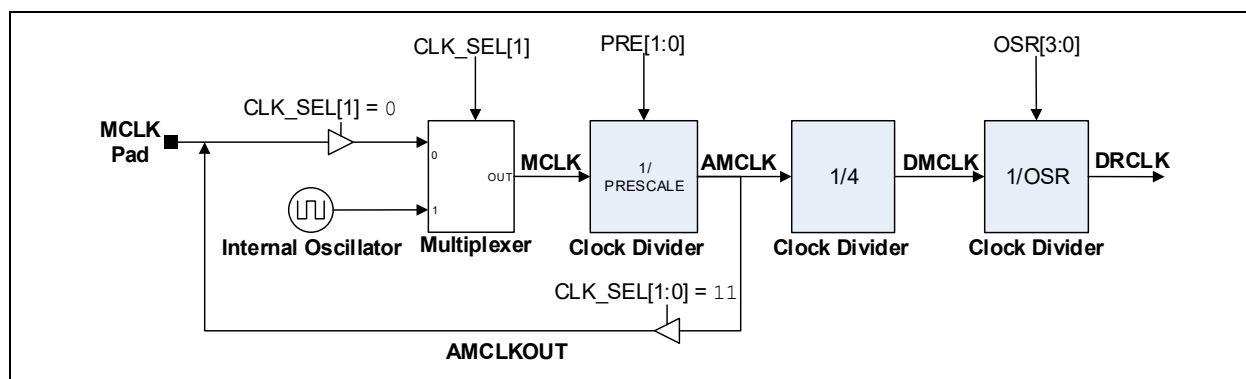 CLK_SEL[1]
PRE[1:0]
OSR[3:0]
CLK_SEL[1] = 0
MCLK
Pad
0
OUT
1
MCLK
1/
PRESCALE
AMCLK
1/4
DMCLK
1/OSR
DRCLK
Internal Oscillator
Multiplexer
Clock Divider
Clock Divider
Clock Divider
CLK_SEL[1:0] = 11
AMCLKOUT